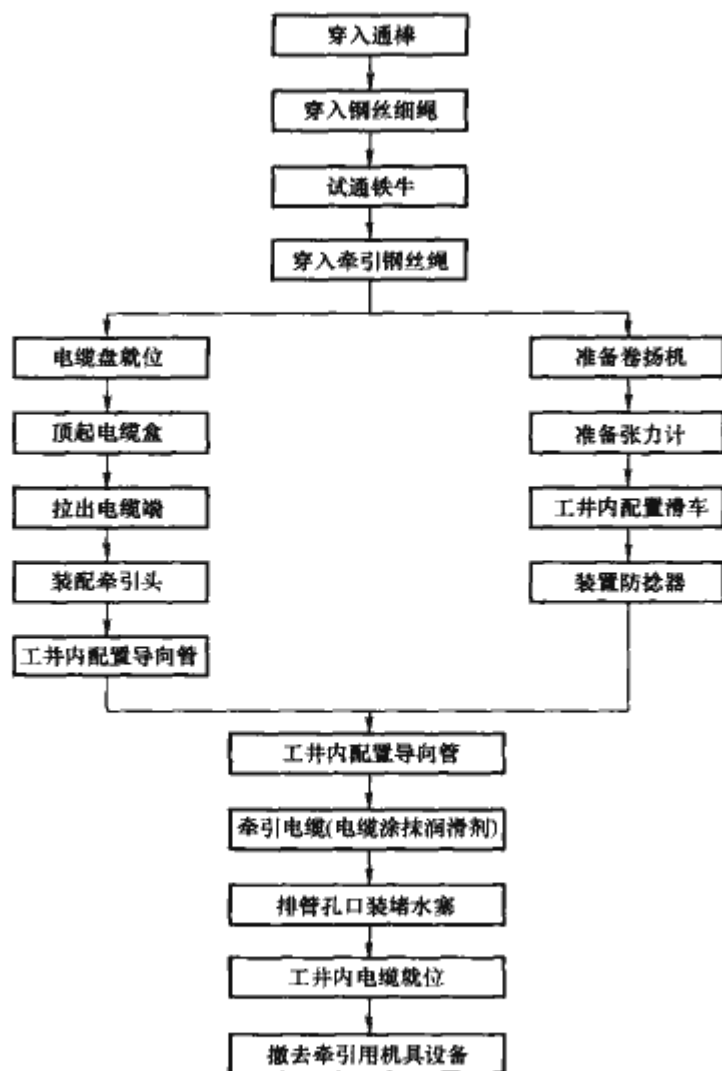 穿入通棒
穿入钢丝细绳
试通铁牛
穿入牵引钢丝绳
电缆盘就位
顶起电缆盒
拉出电缆端
装配牵引头
工井内配置导向管
准备卷扬机
准备张力计
工井内配置滑车
装置防捻器
工井内配置导向管
牵引电缆(电缆涂抹润滑剂)
排管孔口装堵水塞
工井内电缆就位
撤去牵引用机具设备